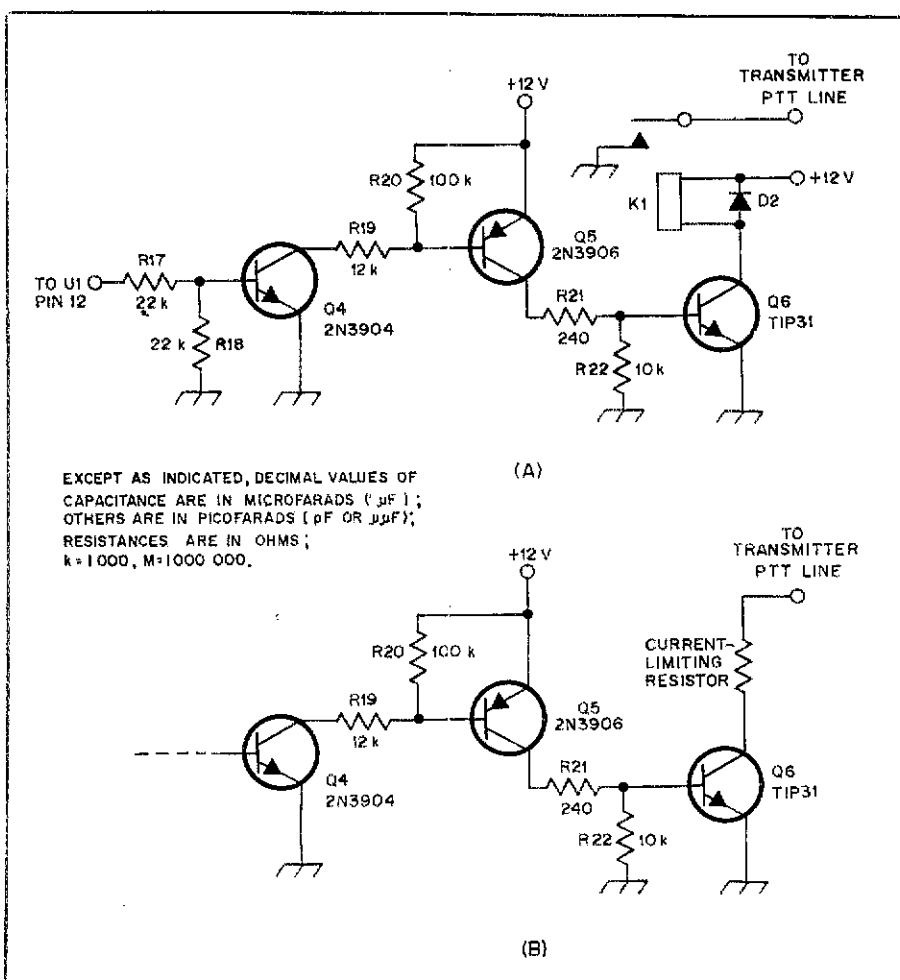 TO
TRANSMITTER
PTT LINE
+12 V
R20
100 k
+12 V
K1
D2
R19
12 k
Q5
2N3906
R17
TO U1
PIN 12
22 k
Q4
2N3904
R21
240
Q6
TIP31
22 k
R18
R22
10 k
(A)
EXCEPT AS INDICATED, DECIMAL VALUES OF
CAPACITANCE ARE IN MICROFARADS (µF);
OTHERS ARE IN PICOFARADS (pF OR µµF);
RESISTANCES ARE IN OHMS;
k=1000, M=1000 000.
+12 V
TO
TRANSMITTER
PTT LINE
R20
100 k
CURRENT-
LIMITING
RESISTOR
R19
12 k
Q5
2N3906
Q4
2N3904
R21
240
Q6
TIP31
R22
10 k
(B)